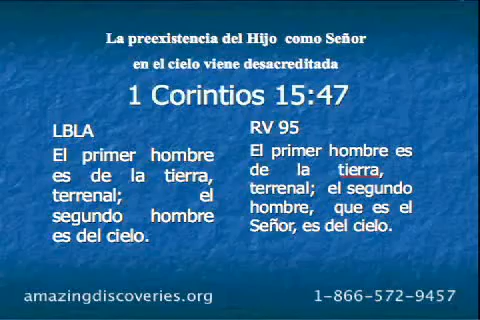 La preexistencia del Hijo como Señor
en el cielo viene desacreditada
1 Corintios 15:47
LBLA
El primer hombre
es de la tierra,
terrenal; el
segundo hombre
es del cielo.
RV 95
El primer hombre es
de la tierra,
terrenal; el segundo
hombre, que es el
Señor, es del cielo.
amazingdiscoveries.org
1-866-572-9457